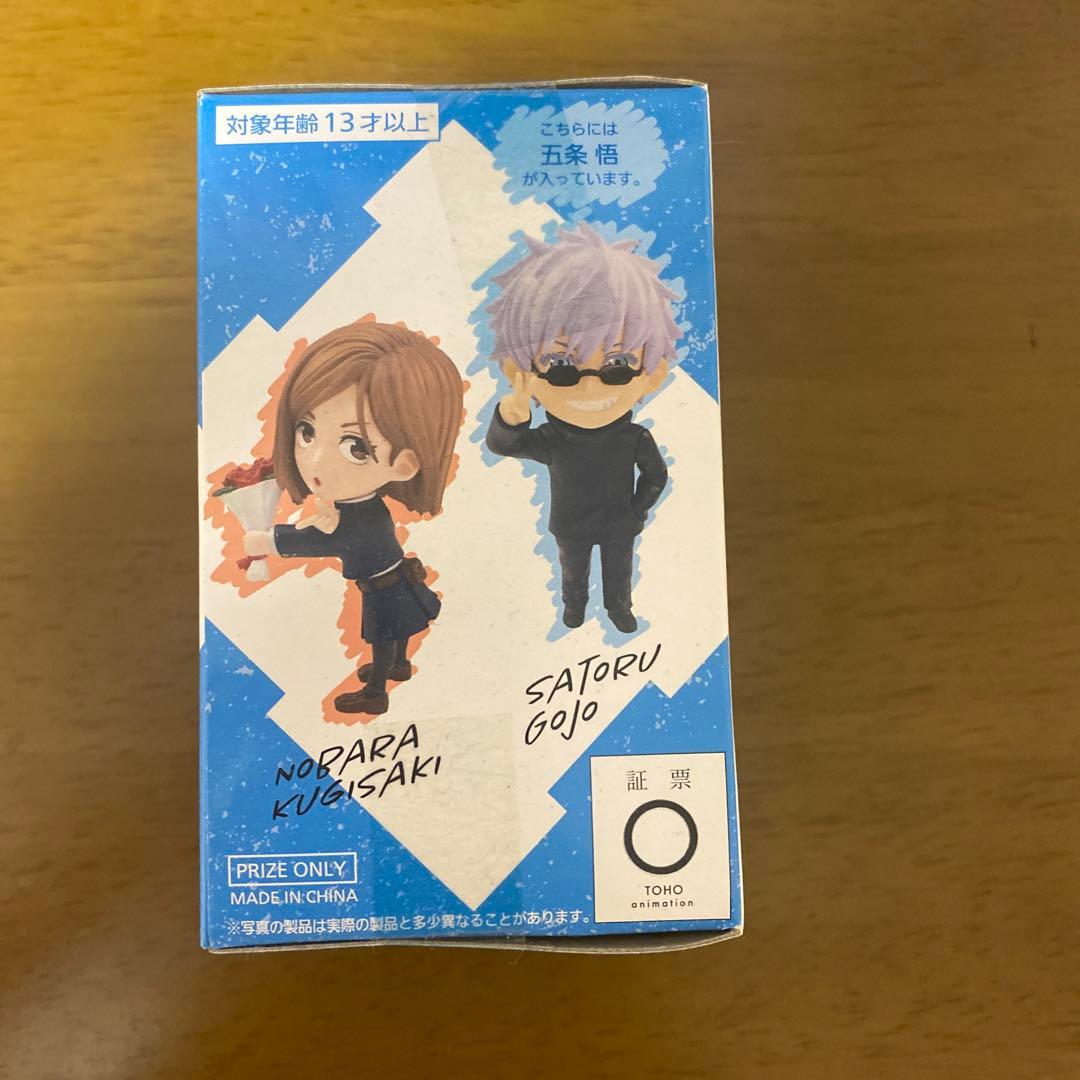 対象年齢13才以上
こちらには
五条 悟
が入っています。
SATORU
GOJO
NOBARA
KUGISAKI
証 票
TOHO
animation
PRIZE ONLY
MADE IN CHINA
※写真の製品は実際の製品と多少異なることがあります。